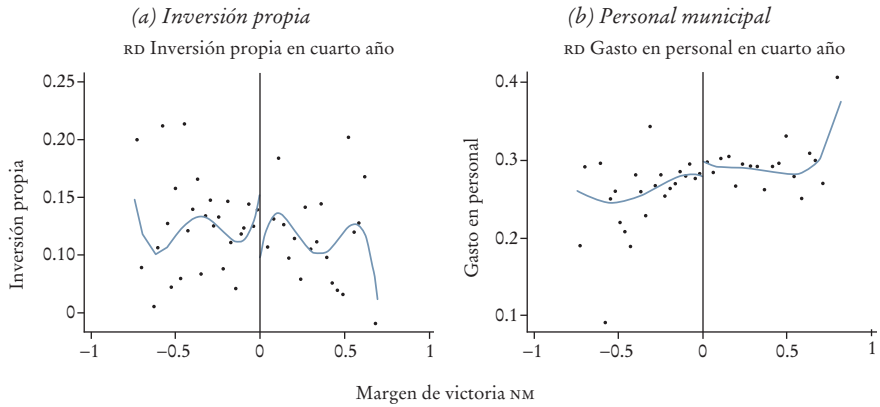 (a) Inversión propia
RD Inversión propia en cuarto año
0.25
0.20
0.15
0.10
0
Inversión propia
−1
−0.5
0
0.5
1
(b) Personal municipal
RD Gasto en personal en cuarto año
0.4
0.3
0.2
0.1
Gasto en personal
−1
−0.5
0
0.5
1
Margen de victoria NM